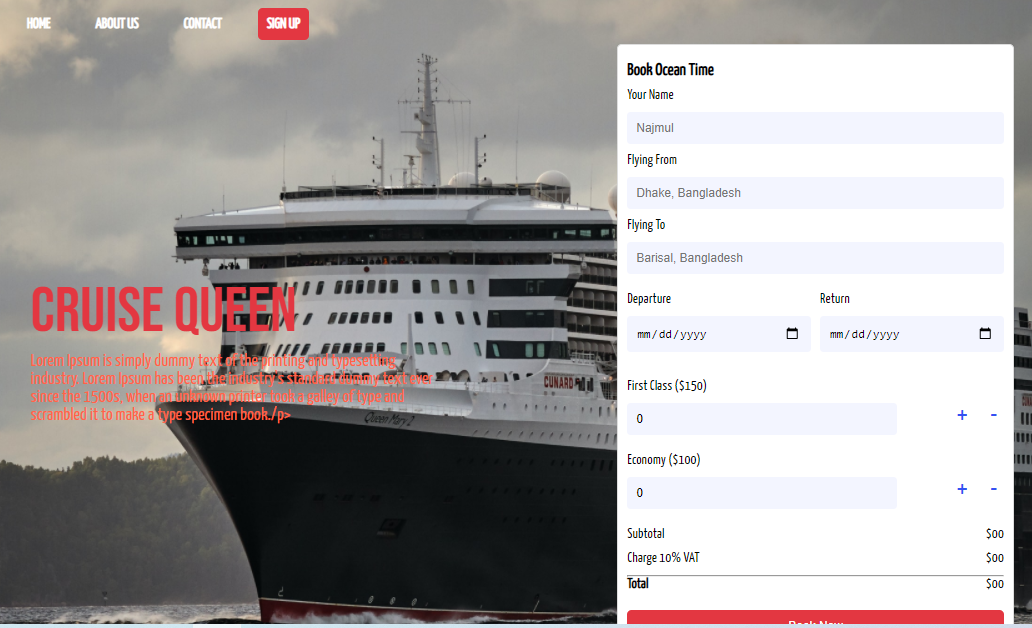 HOME ABOUT US CONTACT SIGN UP
Book Ocean Time
Your Name
Najmul
Flying From
Dhake, Bangladesh
Flying To
Barisal, Bangladesh
Departure Return
mm/dd/yyyy mm/dd/yyyy
First Class ($150)
0 + -
Economy ($100)
0 + -
Subtotal $00
Charge 10% VAT $00
Total $00
Book Now
CRUISE QUEEN
Lorem Ipsum is simply dummy text of the printing and typesetting
industry. Lorem Ipsum has been the industry's standard dummy text ever
since the 1500s, when an unknown printer took a galley of type and
scrambled it to make a type specimen book./p>
CUNARD
Queen Mary 2